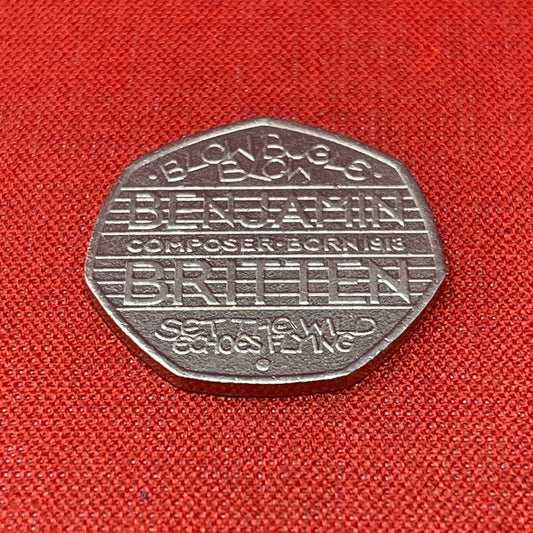 · BLOW BUGLE ·
BLOW
BENJAMIN
COMPOSER · BORN 1913
BRITTEN
SET THE WILD
ECHOES FLYING